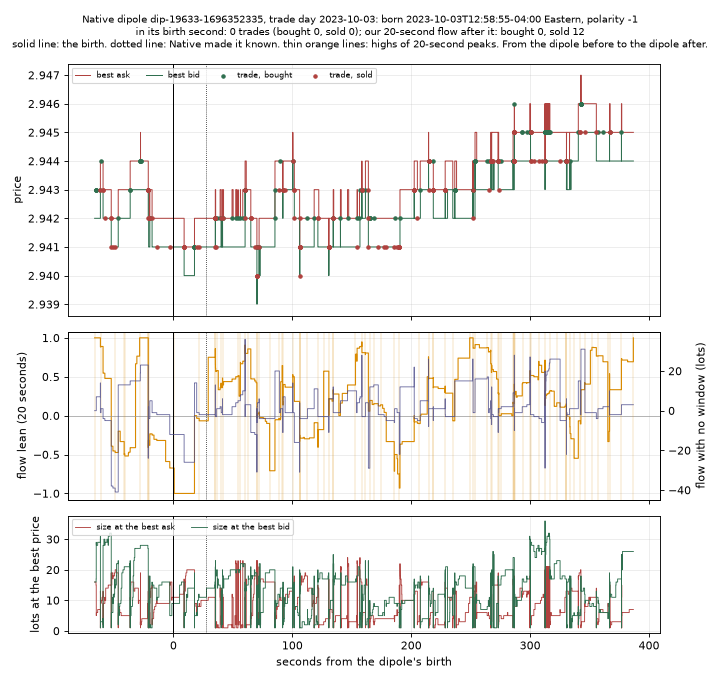 Native dipole dip-19633-1696352335, trade day 2023-10-03: born 2023-10-03T12:58:55-04:00 Eastern, polarity -1
in its birth second: 0 trades (bought 0, sold 0); our 20-second flow after it: bought 0, sold 12
solid line: the birth. dotted line: Native made it known. thin orange lines: highs of 20-second peaks. From the dipole before to the dipole after.
best ask best bid trade, bought trade, sold
2.947
2.946
2.945
2.944
2.943
2.942
2.941
2.940
2.939
price
1.0
0.5
0.0
−0.5
−1.0
flow lean (20 seconds)
20
0
−20
−40
flow with no window (lots)
size at the best ask size at the best bid
30
20
10
0
lots at the best price
0 100 200 300 400
seconds from the dipole's birth